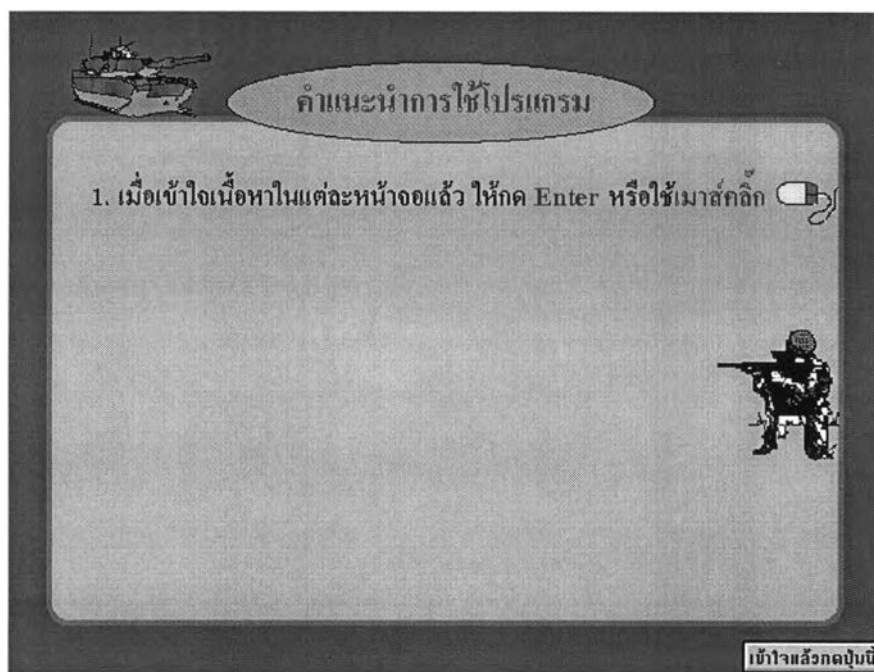 คำแนะนำการใช้โปรแกรม
1. เมื่อเข้าใจเนื้อหาในแต่ละหน้าจอแล้ว ให้กด Enter หรือใช้เมาส์คลิ๊ก
เข้าใจแล้วกดปุ่มนี้